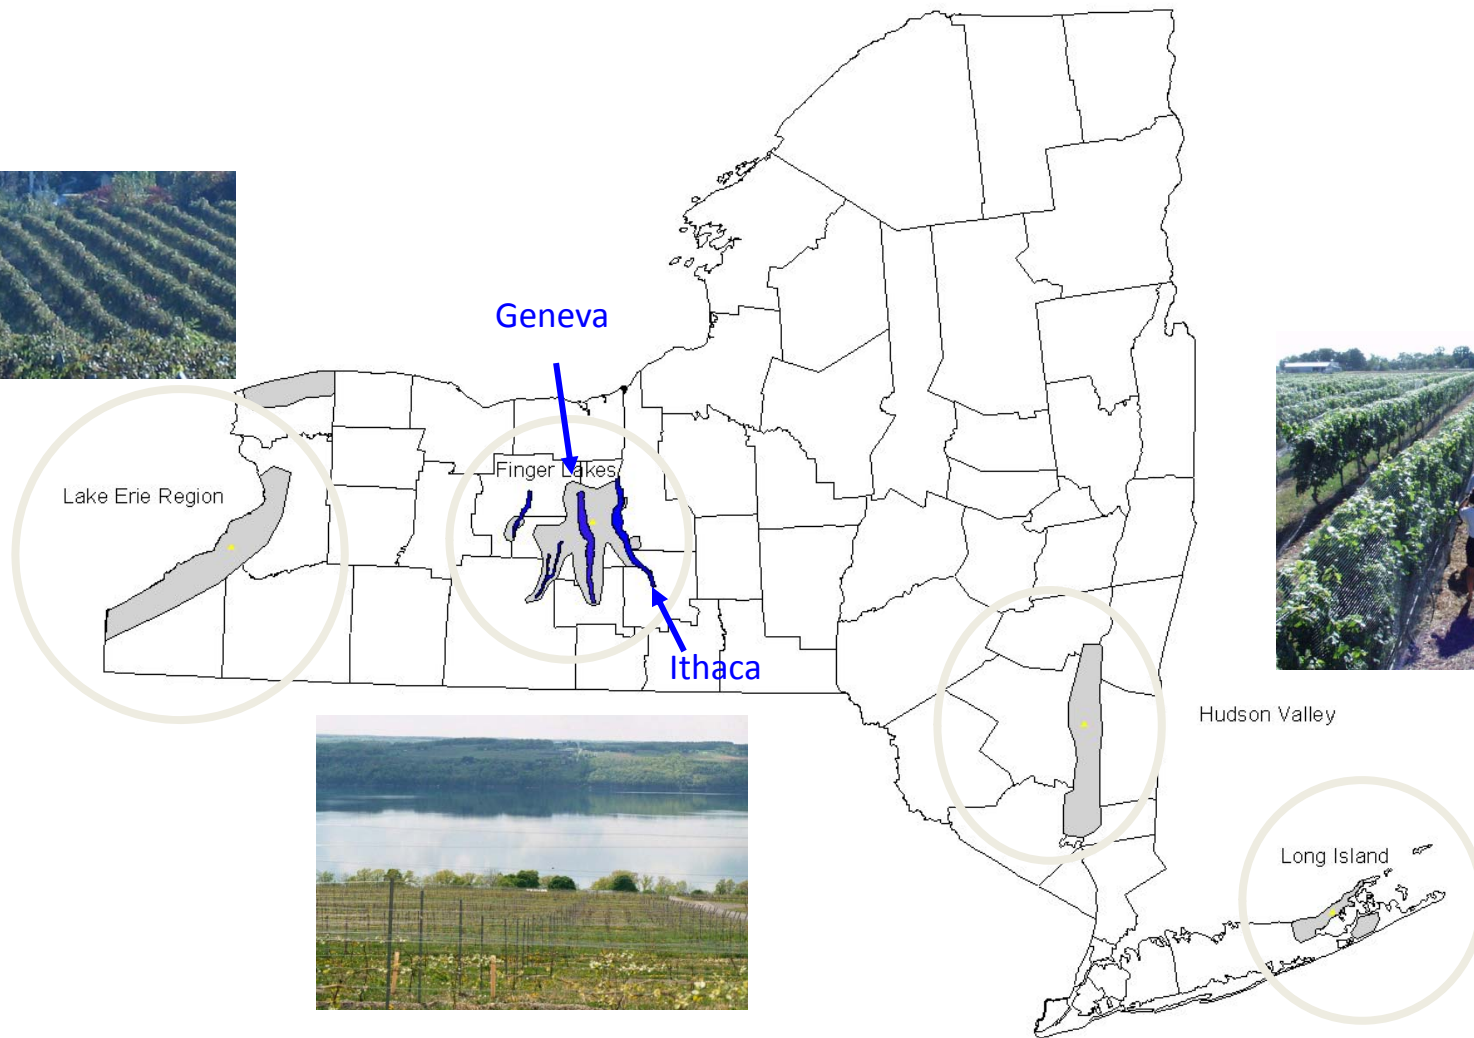 Geneva
Finger Lakes
Lake Erie Region
Ithaca
Hudson Valley
Long Island